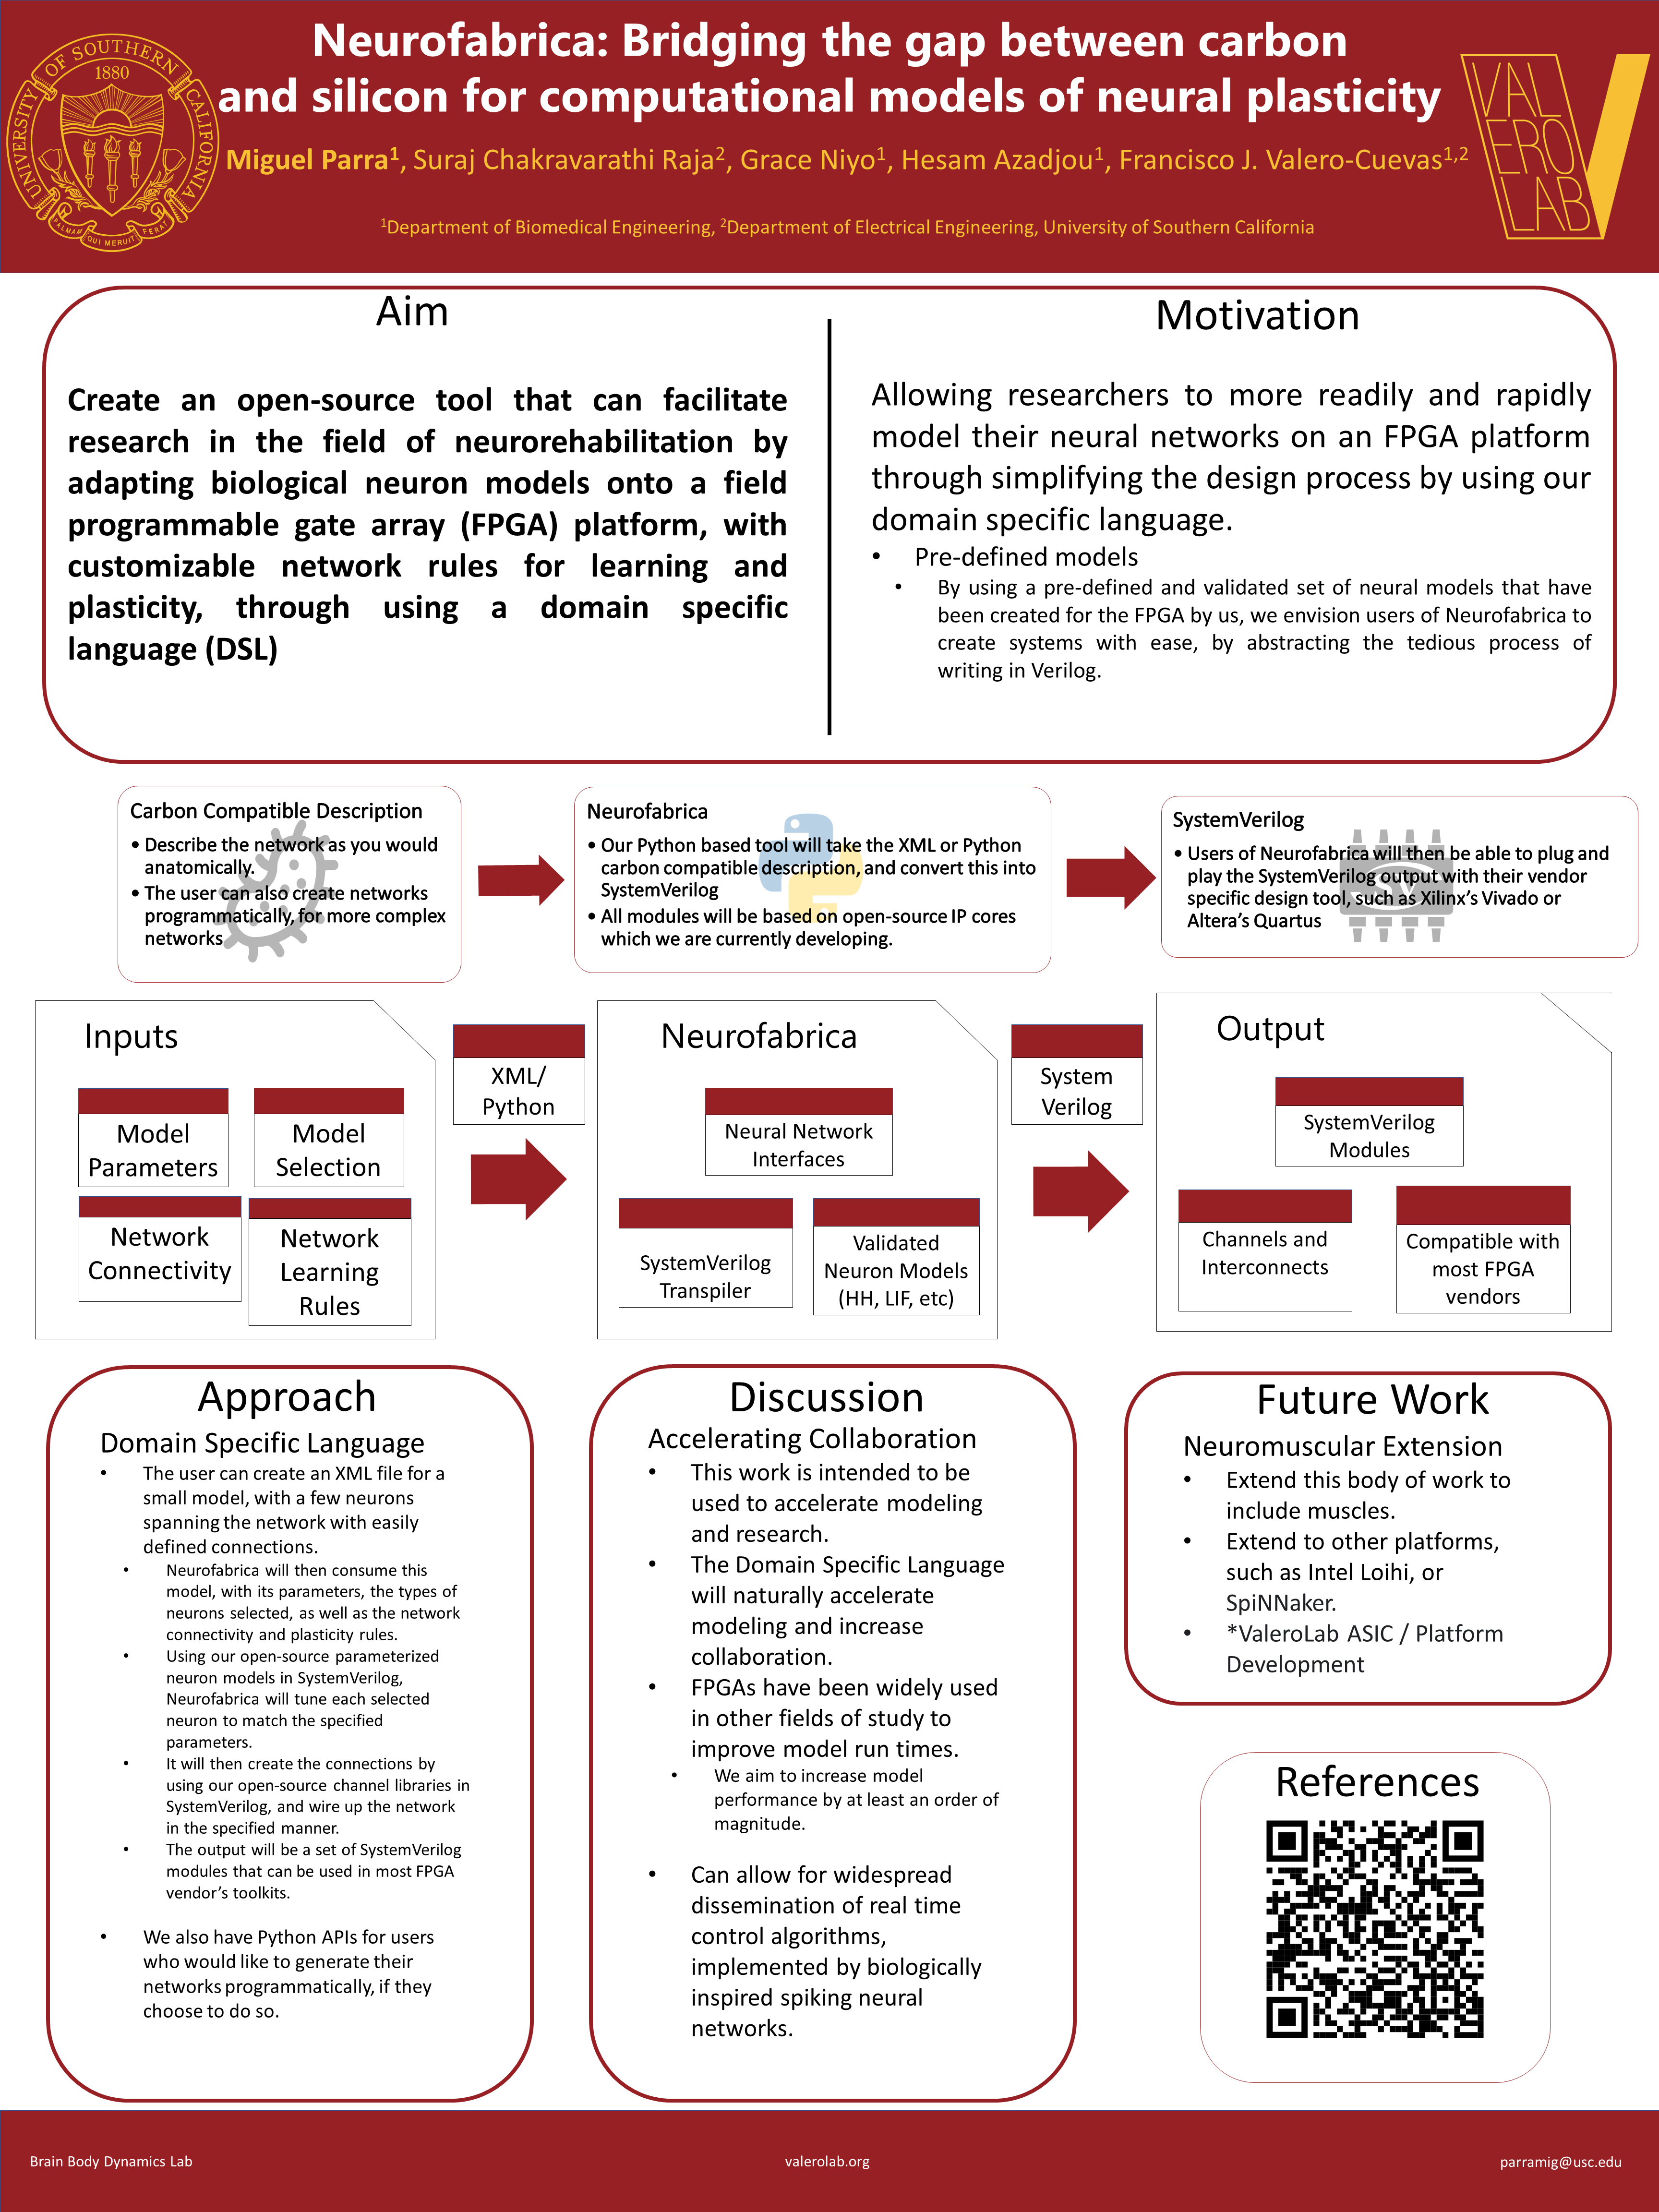 Neurofabrica: Bridging the gap between carbon
and silicon for computational models of neural plasticity
UNIVERSITY OF SOUTHERN CALIFORNIA
1880
PALMAM QUI MERUIT FERAT
Miguel Parra1, Suraj Chakravarathi Raja2, Grace Niyo1, Hesam Azadjou1, Francisco J. Valero-Cuevas1,2
1Department of Biomedical Engineering, 2Department of Electrical Engineering, University of Southern California
VAL
ERO
LAB
Aim
Create an open-source tool that can facilitate
research in the field of neurorehabilitation by
adapting biological neuron models onto a field
programmable gate array (FPGA) platform, with
customizable network rules for learning and
plasticity, through using a domain specific
language (DSL)
Motivation
Allowing researchers to more readily and rapidly
model their neural networks on an FPGA platform
through simplifying the design process by using our
domain specific language.
• Pre-defined models
• By using a pre-defined and validated set of neural models that have
been created for the FPGA by us, we envision users of Neurofabrica to
create systems with ease, by abstracting the tedious process of
writing in Verilog.
Carbon Compatible Description
• Describe the network as you would
anatomically.
• The user can also create networks
programmatically, for more complex
networks
Neurofabrica
• Our Python based tool will take the XML or Python
carbon compatible description, and convert this into
SystemVerilog
• All modules will be based on open-source IP cores
which we are currently developing.
SystemVerilog
• Users of Neurofabrica will then be able to plug and
play the SystemVerilog output with their vendor
specific design tool, such as Xilinx's Vivado or
Altera's Quartus
SV
Inputs
Model
Parameters
Model
Selection
Network
Connectivity
Network
Learning
Rules
XML/
Python
Neurofabrica
Neural Network
Interfaces
SystemVerilog
Transpiler
Validated
Neuron Models
(HH, LIF, etc)
System
Verilog
Output
SystemVerilog
Modules
Channels and
Interconnects
Compatible with
most FPGA
vendors
Approach
Domain Specific Language
• The user can create an XML file for a
small model, with a few neurons
spanning the network with easily
defined connections.
• Neurofabrica will then consume this
model, with its parameters, the types of
neurons selected, as well as the network
connectivity and plasticity rules.
• Using our open-source parameterized
neuron models in SystemVerilog,
Neurofabrica will tune each selected
neuron to match the specified
parameters.
• It will then create the connections by
using our open-source channel libraries in
SystemVerilog, and wire up the network
in the specified manner.
• The output will be a set of SystemVerilog
modules that can be used in most FPGA
vendor's toolkits.
• We also have Python APIs for users
who would like to generate their
networks programmatically, if they
choose to do so.
Discussion
Accelerating Collaboration
• This work is intended to be
used to accelerate modeling
and research.
• The Domain Specific Language
will naturally accelerate
modeling and increase
collaboration.
• FPGAs have been widely used
in other fields of study to
improve model run times.
• We aim to increase model
performance by at least an order of
magnitude.
• Can allow for widespread
dissemination of real time
control algorithms,
implemented by biologically
inspired spiking neural
networks.
Future Work
Neuromuscular Extension
• Extend this body of work to
include muscles.
• Extend to other platforms,
such as Intel Loihi, or
SpiNNaker.
• *ValeroLab ASIC / Platform
Development
References
Brain Body Dynamics Lab
valerolab.org
parramig@usc.edu